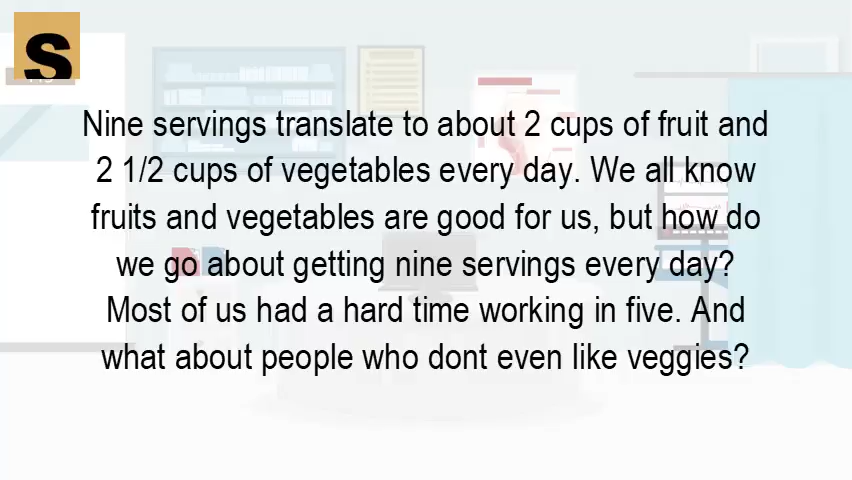 S
Nine servings translate to about 2 cups of fruit and
2 1/2 cups of vegetables every day. We all know
fruits and vegetables are good for us, but how do
we go about getting nine servings every day?
Most of us had a hard time working in five. And
what about people who dont even like veggies?